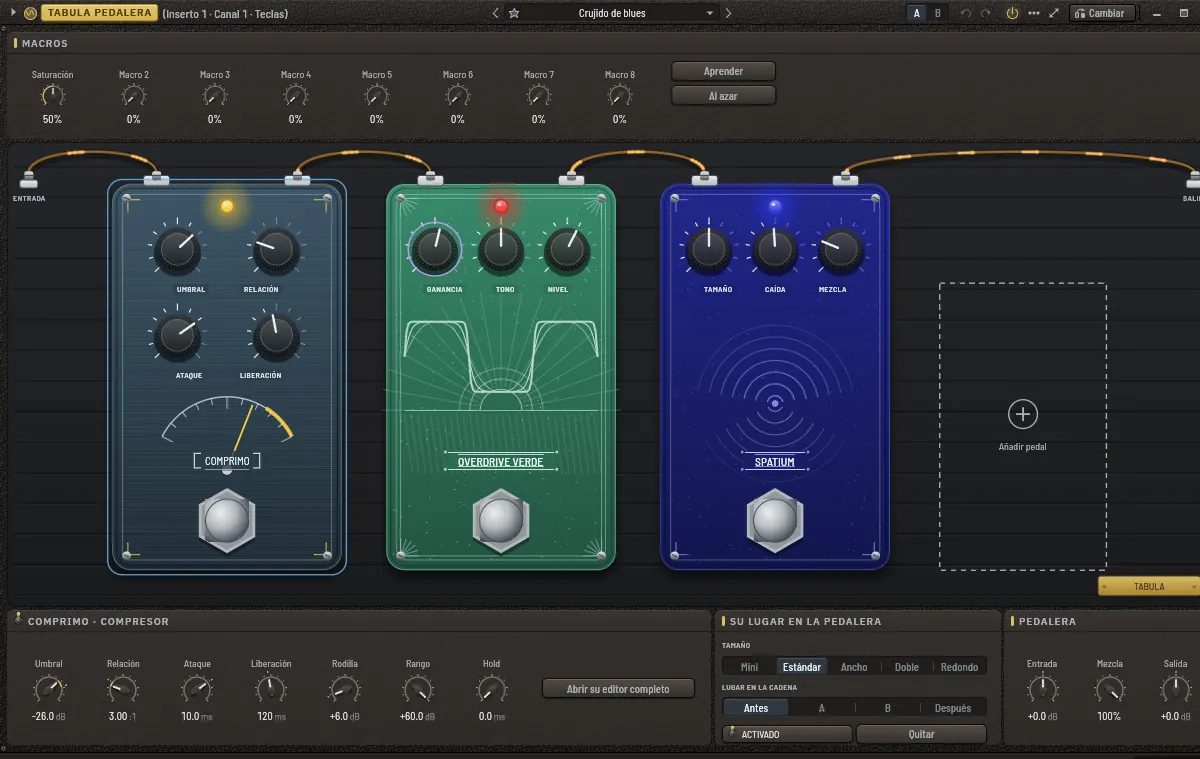 TABULA PEDALERA (Inserto 1 · Canal 1 · Teclas) Crujido de blues A B Cambiar
MACROS
Saturación Macro 2 Macro 3 Macro 4 Macro 5 Macro 6 Macro 7 Macro 8
50% 0% 0% 0% 0% 0% 0% 0%
Aprender
Al azar
ENTRADA
UMBRAL RELACIÓN
ATAQUE LIBERACIÓN
COMPRIMO
GANANCIA TONO NIVEL
OVERDRIVE VERDE
TAMAÑO CAÍDA MEZCLA
SPATIUM
Añadir pedal
TABULA
COMPRIMO · COMPRESOR
Umbral Relación Ataque Liberación Rodilla Rango Hold
-26.0 dB 3.00 :1 10.0 ms 120 ms +6.0 dB +60.0 dB 0.0 ms
Abrir su editor completo
SU LUGAR EN LA PEDALERA
TAMAÑO
Mini Estándar Ancho Doble Redondo
LUGAR EN LA CADENA
Antes A B Después
ACTIVADO Quitar
PEDALERA
Entrada Mezcla Salida
+0.0 dB 100% +0.0 dB